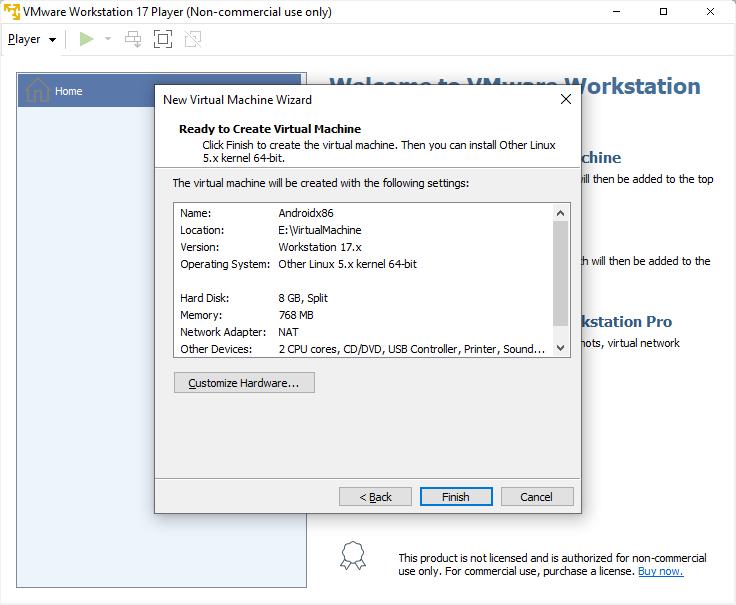 VMware Workstation 17 Player (Non-commercial use only)
Player
Home
Welcome to VMware Workstation
chine
ill then be added to the top
h will then be added to the
kstation Pro
ots, virtual network
New Virtual Machine Wizard
Ready to Create Virtual Machine
Click Finish to create the virtual machine. Then you can install Other Linux
5.x kernel 64-bit.
The virtual machine will be created with the following settings:
Name: Androidx86
Location: E:\VirtualMachine
Version: Workstation 17.x
Operating System: Other Linux 5.x kernel 64-bit
Hard Disk: 8 GB, Split
Memory: 768 MB
Network Adapter: NAT
Other Devices: 2 CPU cores, CD/DVD, USB Controller, Printer, Sound...
Customize Hardware...
< Back Finish Cancel
This product is not licensed and is authorized for non-commercial
use only. For commercial use, purchase a license. Buy now.